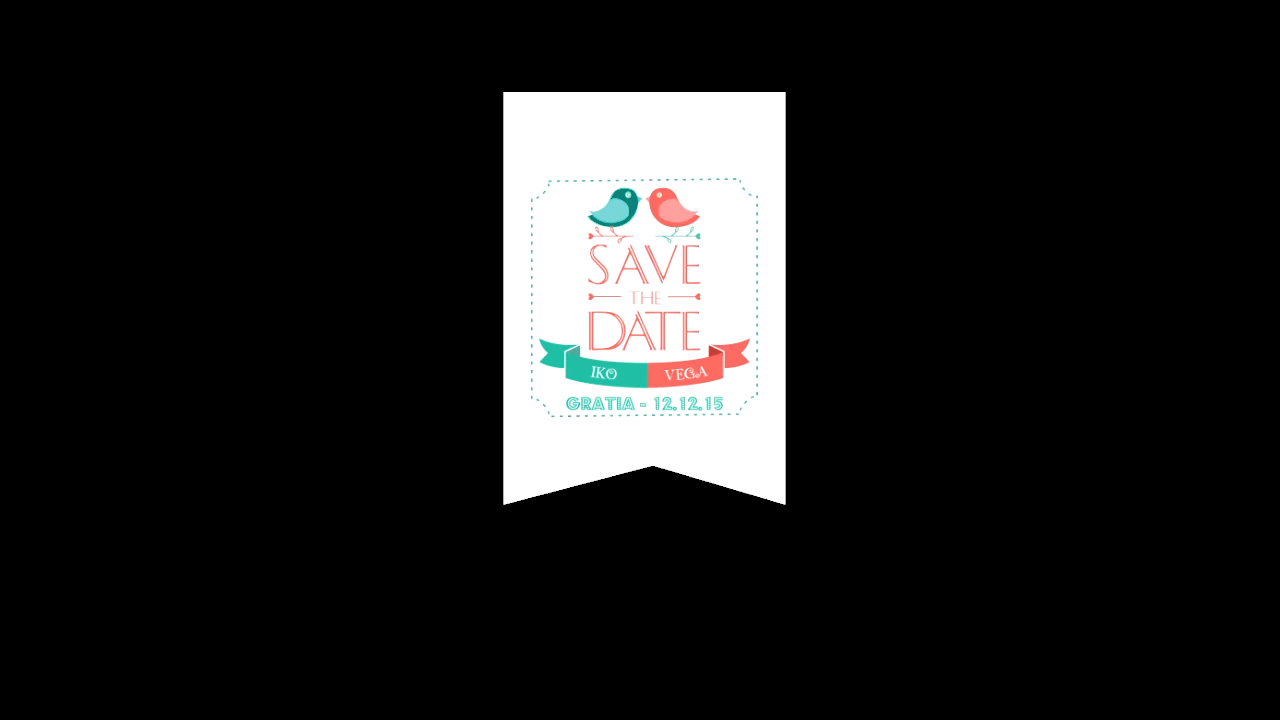 SAVE
THE
DATE
IKO VEGA
GRATIA - 12.12.15